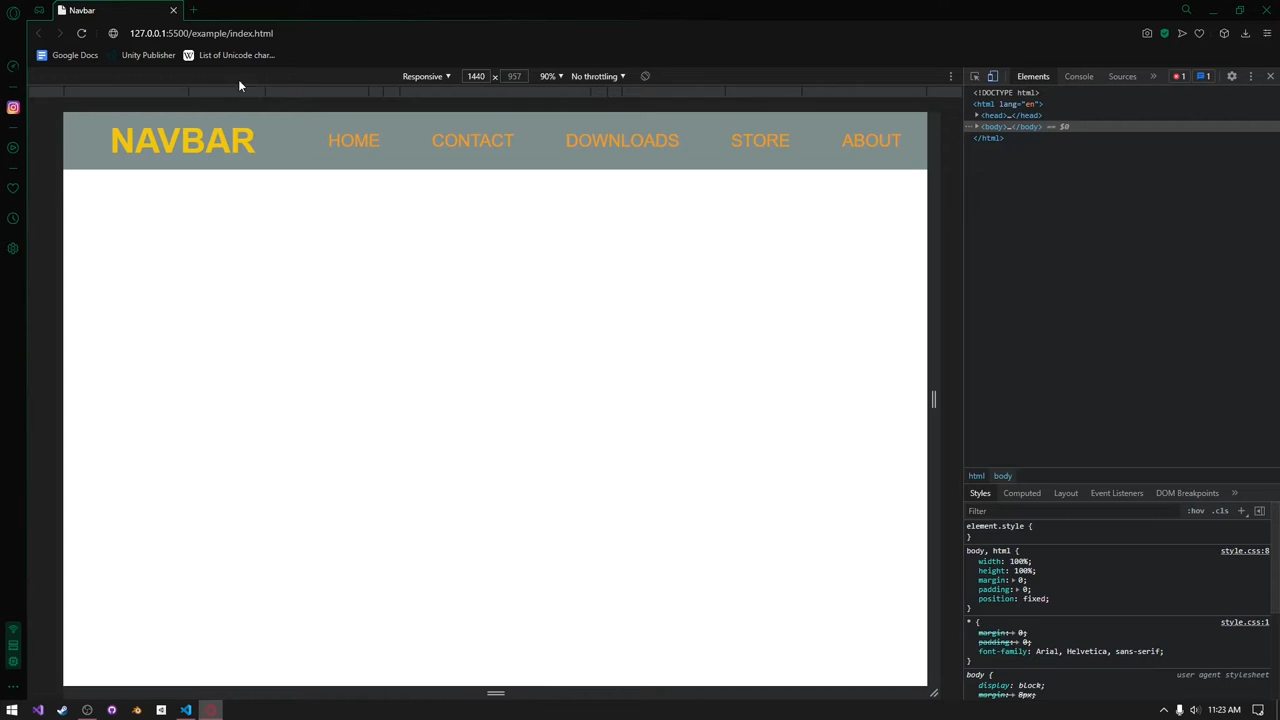 Navbar
127.0.0.1:5500/example/index.html
Google Docs Unity Publisher List of Unicode char...
Responsive 1440 x 957 90% No throttling
Elements Console Sources » 1 1
NAVBAR HOME CONTACT DOWNLOADS STORE ABOUT
<!DOCTYPE html>
<html lang="en">
<head>…</head>
<body>…</body> == $0
</html>
html body
Styles Computed Layout Event Listeners DOM Breakpoints »
Filter :hov .cls +
element.style {
}
body, html { style.css:8
width: 100%;
height: 100%;
margin: 0;
padding: 0;
position: fixed;
}
* { style.css:1
margin: 0;
padding: 0;
font-family: Arial, Helvetica, sans-serif;
}
body { user agent stylesheet
display: block;
margin: 8px;
11:23 AM